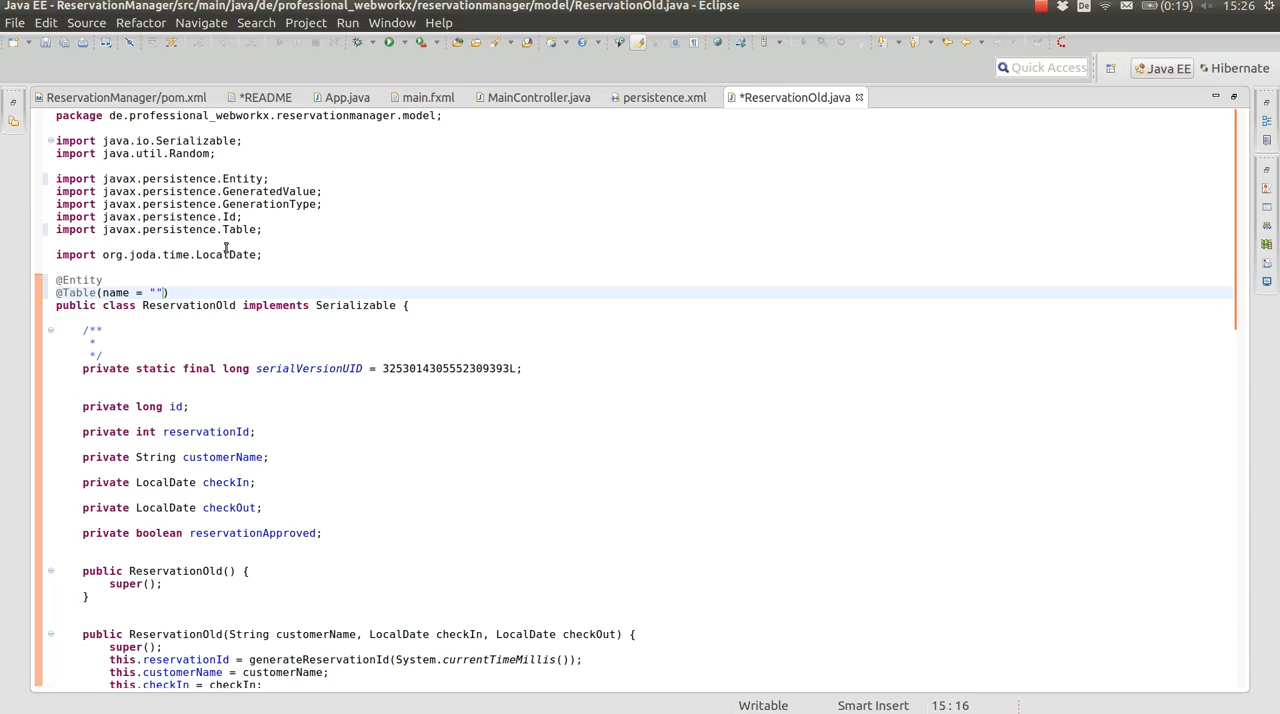 Java EE - ReservationManager/src/main/java/de/professional_webworkx/reservationmanager/model/ReservationOld.java - Eclipse
De
(0:19)
15:26
File Edit Source Refactor Navigate Search Project Run Window Help
Quick Access
Java EE
Hibernate
ReservationManager/pom.xml *README App.java main.fxml MainController.java persistence.xml *ReservationOld.java
package de.professional_webworkx.reservationmanager.model;
import java.io.Serializable;
import java.util.Random;
import javax.persistence.Entity;
import javax.persistence.GeneratedValue;
import javax.persistence.GenerationType;
import javax.persistence.Id;
import javax.persistence.Table;
import org.joda.time.LocalDate;
@Entity
@Table(name = "")
public class ReservationOld implements Serializable {
/**
*
*/
private static final long serialVersionUID = 3253014305552309393L;
private long id;
private int reservationId;
private String customerName;
private LocalDate checkIn;
private LocalDate checkOut;
private boolean reservationApproved;
public ReservationOld() {
super();
}
public ReservationOld(String customerName, LocalDate checkIn, LocalDate checkOut) {
super();
this.reservationId = generateReservationId(System.currentTimeMillis());
this.customerName = customerName;
this.checkIn = checkIn;
Writable Smart Insert 15 : 16